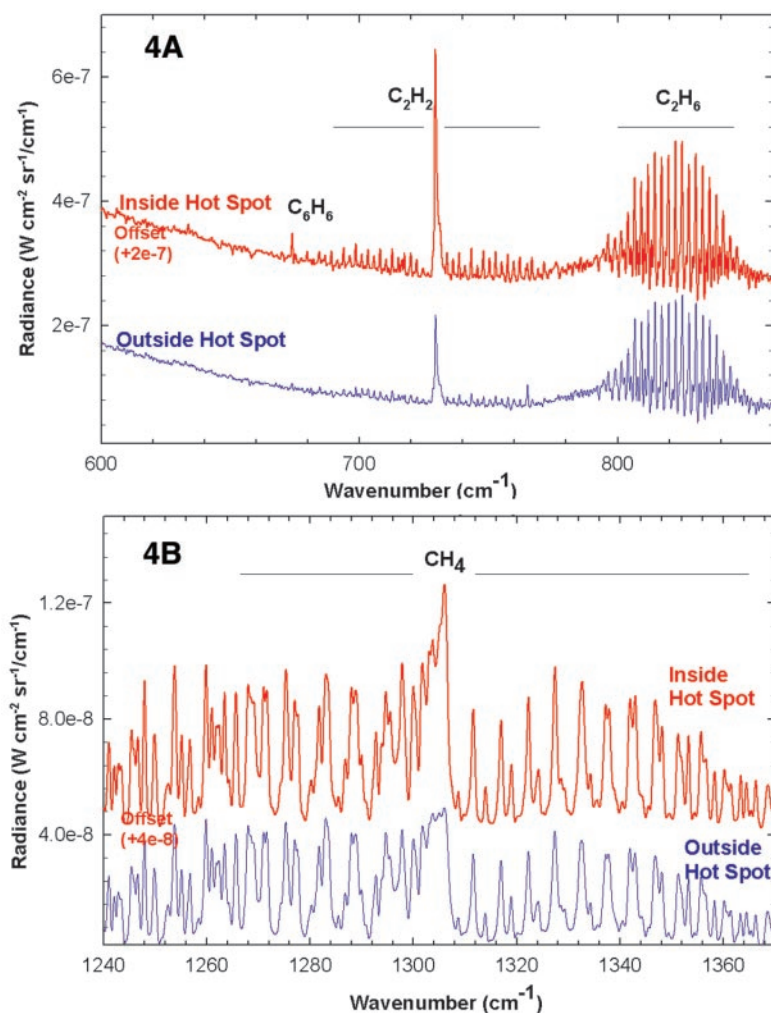 4A
6e-7
4e-7
2e-7
Radiance (W cm⁻² sr⁻¹/cm⁻¹)
C₂H₂
C₂H₆
C₆H₆
Inside Hot Spot
Offset
(+2e-7)
Outside Hot Spot
600
700
800
Wavenumber (cm⁻¹)
4B
1.2e-7
8.0e-8
4.0e-8
Radiance (W cm⁻² sr⁻¹/cm⁻¹)
CH₄
Inside
Hot Spot
Offset
(+4e-8)
Outside
Hot Spot
1240
1260
1280
1300
1320
1340
1360
Wavenumber (cm⁻¹)